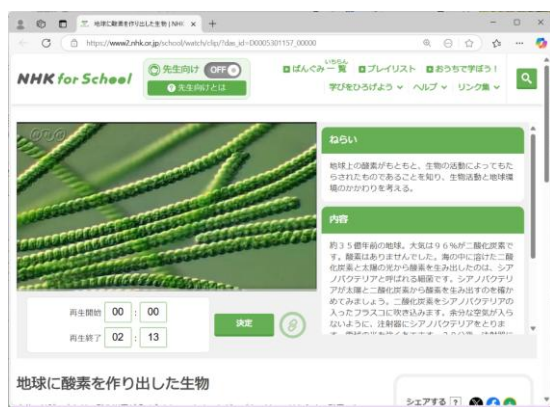 地球に酸素を作り出した生物 | NHK
https://www2.nhk.or.jp/school/watch/clip/?das_id=D0005301157_00000
NHK for School
先生向け OFF
先生向けとは
ばんぐみ一覧 いちらん プレイリスト おうちで学ぼう!
学びをひろげよう ヘルプ リンク集
NHK
ねらい
地球上の酸素がもともと、生物の活動によってもた
らされたものであることを知り、生物活動と地球環
境のかかわりを考える。
内容
約35億年前の地球。大気は96%が二酸化炭素で
す。酸素はありませんでした。海の中に溶けた二酸
化炭素と太陽の光から酸素を生み出したのは、シア
ノバクテリアと呼ばれる細菌です。シアノバクテリ
アが太陽と二酸化炭素から酸素を生み出すのを確か
めてみましょう。二酸化炭素をシアノバクテリアの
入ったフラスコに吹き込みます。余分な空気が入ら
ないように、注射器にシアノバクテリアをとりま
再生開始 00 : 00
再生終了 02 : 13
決定
地球に酸素を作り出した生物
シェアする ?